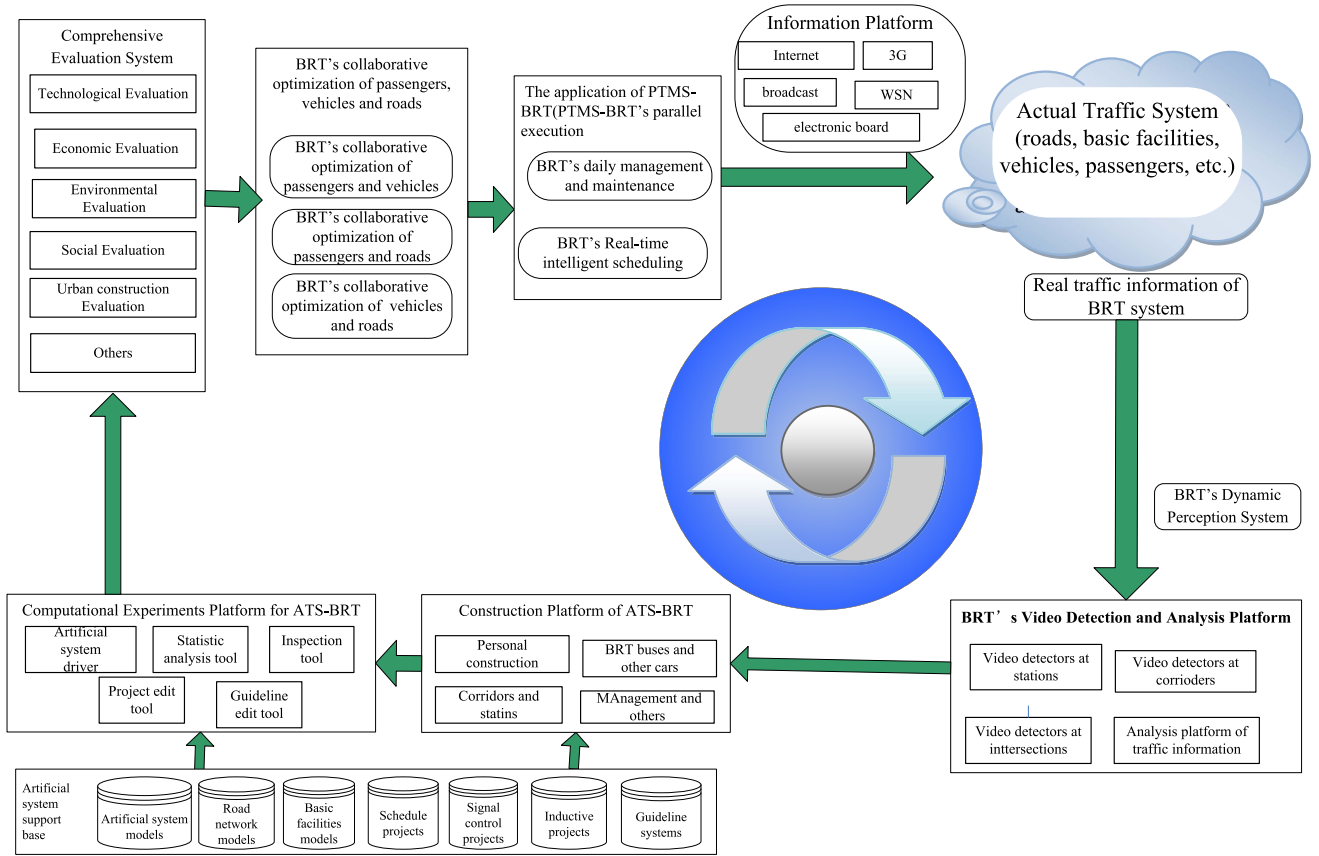 Comprehensive
Evaluation System
Technological Evaluation
Economic Evaluation
Environmental
Evaluation
Social Evaluation
Urban construction
Evaluation
Others
BRT's collaborative
optimization of passengers,
vehicles and roads
BRT's collaborative
optimization of
passengers and vehicles
BRT's collaborative
optimization of
passengers and roads
BRT's collaborative
optimization of vehicles
and roads
The application of PTMS-
BRT(PTMS-BRT's parallel
execution
BRT's daily management
and maintenance
BRT's Real-time
intelligent scheduling
Information Platform
Internet
3G
broadcast
WSN
electronic board
Actual Traffic System
(roads, basic facilities,
vehicles, passengers, etc.)
Real traffic information of
BRT system
BRT's Dynamic
Perception System
BRT's Video Detection and Analysis Platform
Video detectors at
stations
Video detectors at
corrioders
Video detectors at
inttersections
Analysis platform of
traffic information
Construction Platform of ATS-BRT
Personal
construction
BRT buses and
other cars
Corridors and
statins
MAnagement and
others
Computational Experiments Platform for ATS-BRT
Artificial
system
driver
Statistic
analysis tool
Inspection
tool
Project edit
tool
Guideline
edit tool
Artificial
system
support
base
Artificial system
models
Road
network
models
Basic
facilities
models
Schedule
projects
Signal
control
projects
Inductive
projects
Guideline
systems